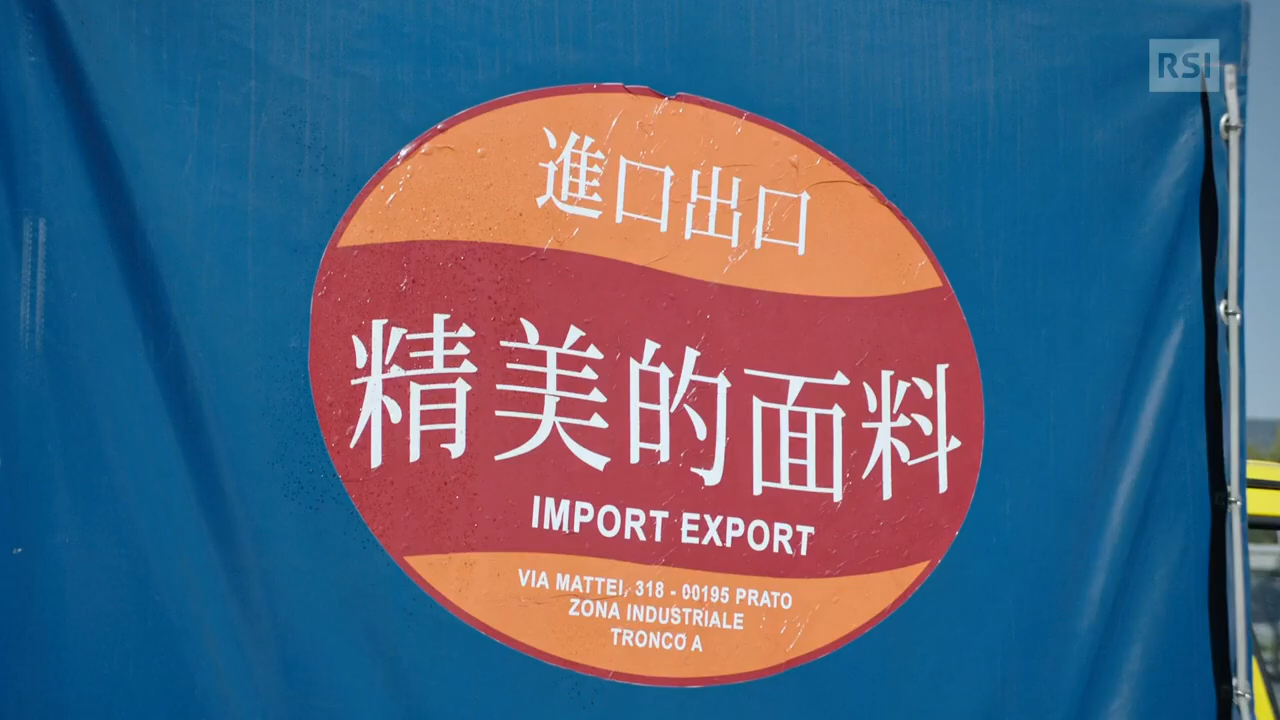 RSI
進口出口
精美的面料
IMPORT EXPORT
VIA MATTEI, 318 - 00195 PRATO
ZONA INDUSTRIALE
TRONCO A